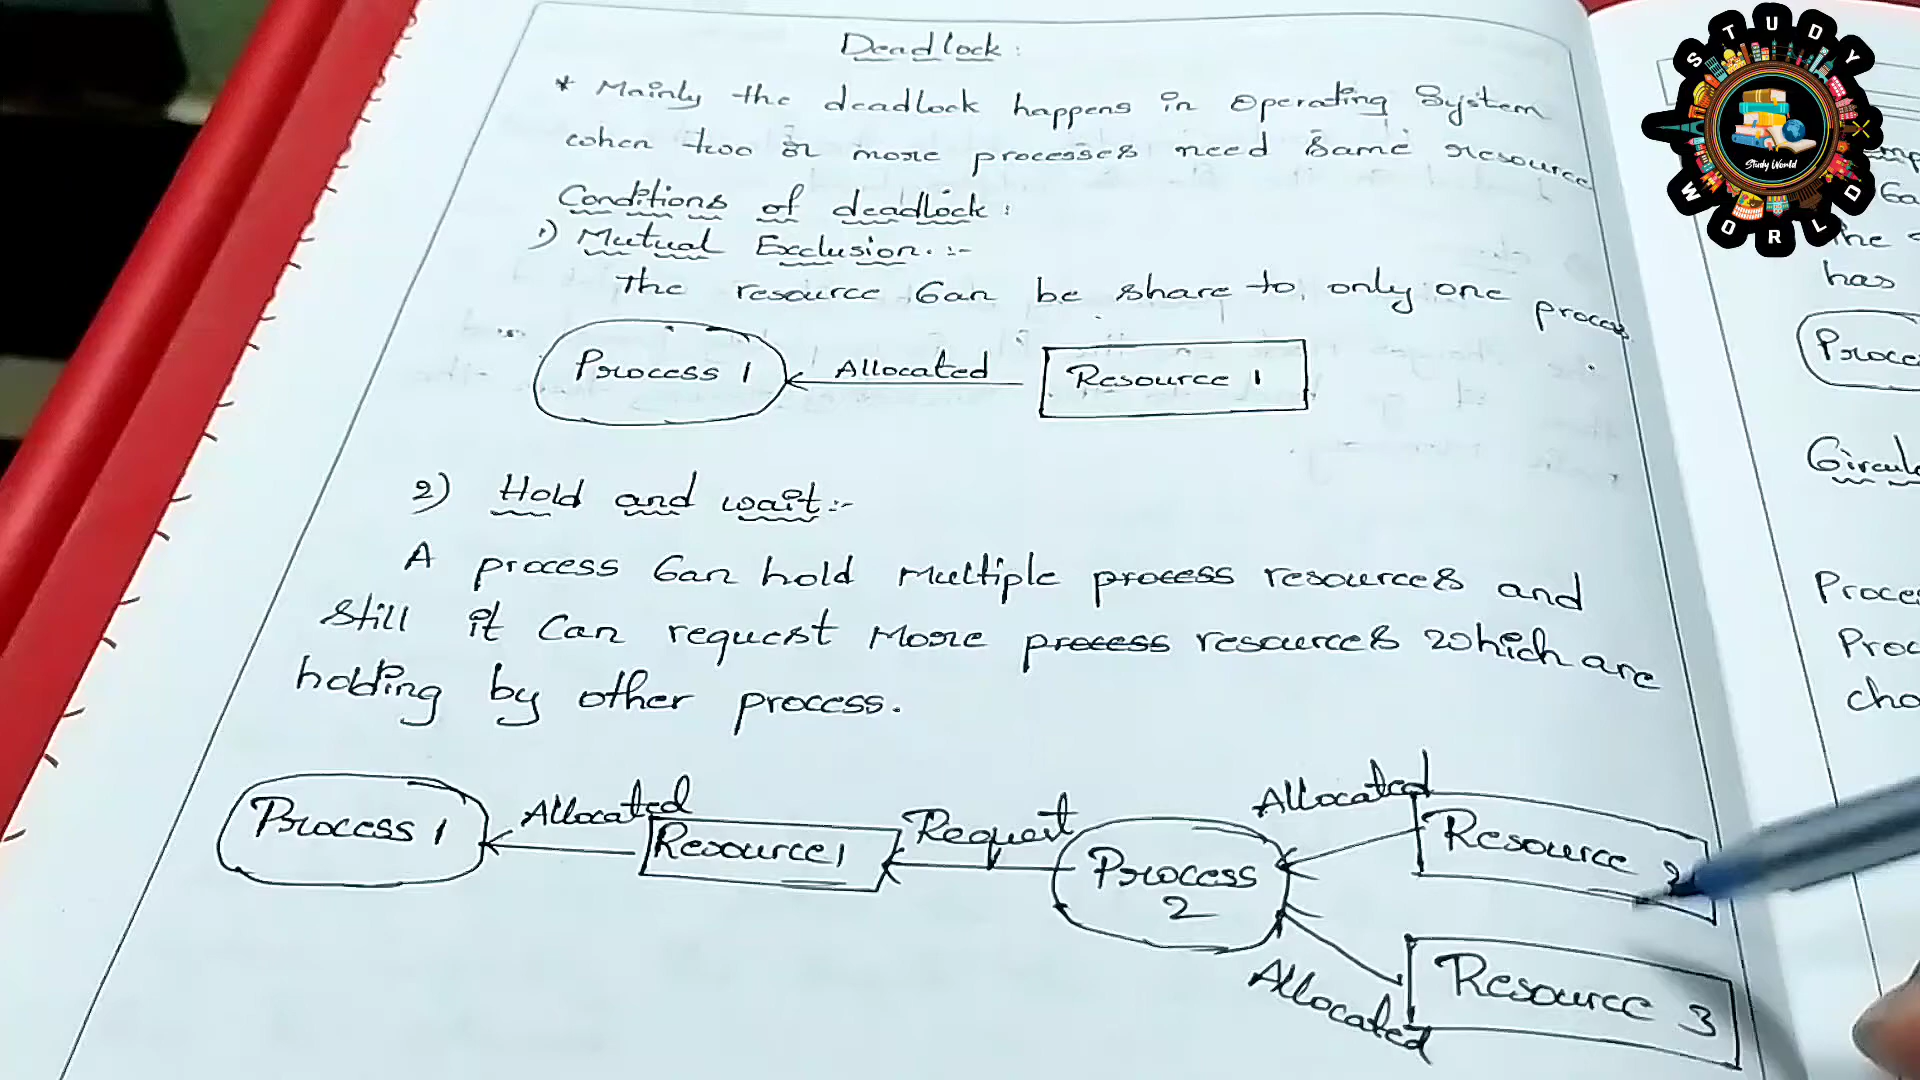 Deadlock:
* Mainly the deadlock happens in Operating System
when two or more processes need same resource
Conditions of deadlock:
1) Mutual Exclusion:-
The resource can be share to only one process
Process 1
Allocated
Resource 1
2) Hold and wait:-
A process can hold Multiple process resources and
still it can request More process resources which are
holding by other process.
Process 1
Allocated
Resource 1
Request
Process 2
Allocated
Resource 2
Allocated
Resource 3
STUDY WORLD
Study World
has